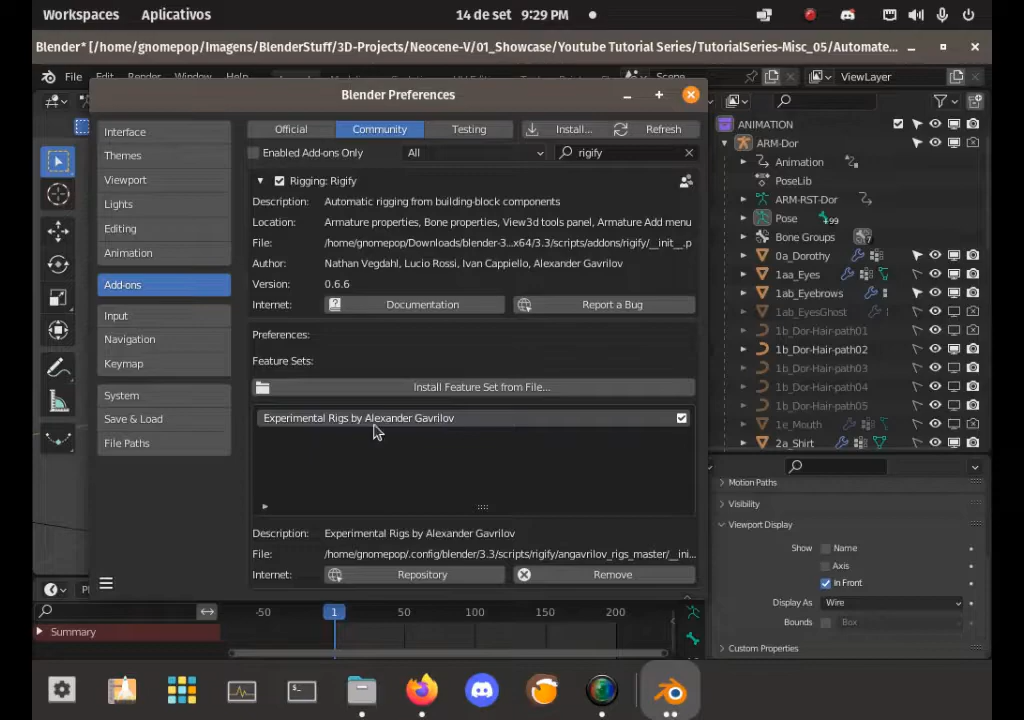 Workspaces Aplicativos 14 de set 9:29 PM
Blender* [/home/gnomepop/Imagens/BlenderStuff/3D-Projects/Neocene-V/01_Showcase/Youtube Tutorial Series/TutorialSeries-Misc_05/Automate...
File Edit Render Window Help Scene ViewLayer
Blender Preferences
Interface
Themes
Viewport
Lights
Editing
Animation
Add-ons
Input
Navigation
Keymap
System
Save & Load
File Paths
Official Community Testing Install... Refresh
Enabled Add-ons Only All rigify
Rigging: Rigify
Description: Automatic rigging from building-block components
Location: Armature properties, Bone properties, View3d tools panel, Armature Add menu
File: /home/gnomepop/Downloads/blender-3...x64/3.3/scripts/addons/rigify/__init__.p
Author: Nathan Vegdahl, Lucio Rossi, Ivan Cappiello, Alexander Gavrilov
Version: 0.6.6
Internet: Documentation Report a Bug
Preferences:
Feature Sets:
Install Feature Set from File...
Experimental Rigs by Alexander Gavrilov
Description: Experimental Rigs by Alexander Gavrilov
File: /home/gnomepop/.config/blender/3.3/scripts/rigify/angavrilov_rigs_master/__ini...
Internet: Repository Remove
ANIMATION
ARM-Dor
Animation
PoseLib
ARM-RST-Dor
Pose 99
Bone Groups 7
0a_Dorothy
1aa_Eyes
1ab_Eyebrows
1ab_EyesGhost
1b_Dor-Hair-path01
1b_Dor-Hair-path02
1b_Dor-Hair-path03
1b_Dor-Hair-path04
1b_Dor-Hair-path05
1e_Mouth
2a_Shirt
Motion Paths
Visibility
Viewport Display
Show Name
Axis
In Front
Display As Wire
Bounds Box
Custom Properties
-50 1 50 100 150 200
Summary